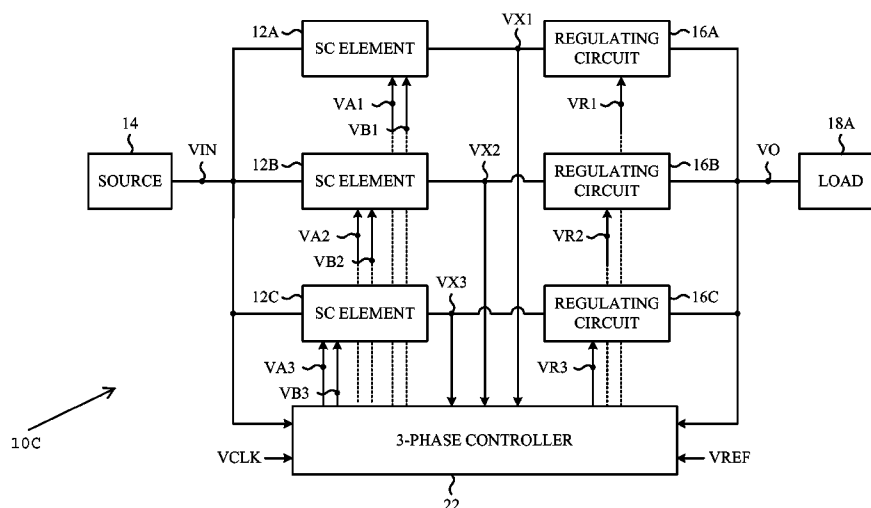 12A
SC ELEMENT
VX1
REGULATING
CIRCUIT
16A
VA1
VB1
VR1
14
SOURCE
VIN
12B
SC ELEMENT
VX2
REGULATING
CIRCUIT
16B
VO
18A
LOAD
VA2
VB2
VR2
12C
SC ELEMENT
VX3
REGULATING
CIRCUIT
16C
VA3
VB3
VR3
10C
3-PHASE CONTROLLER
VCLK
VREF
22